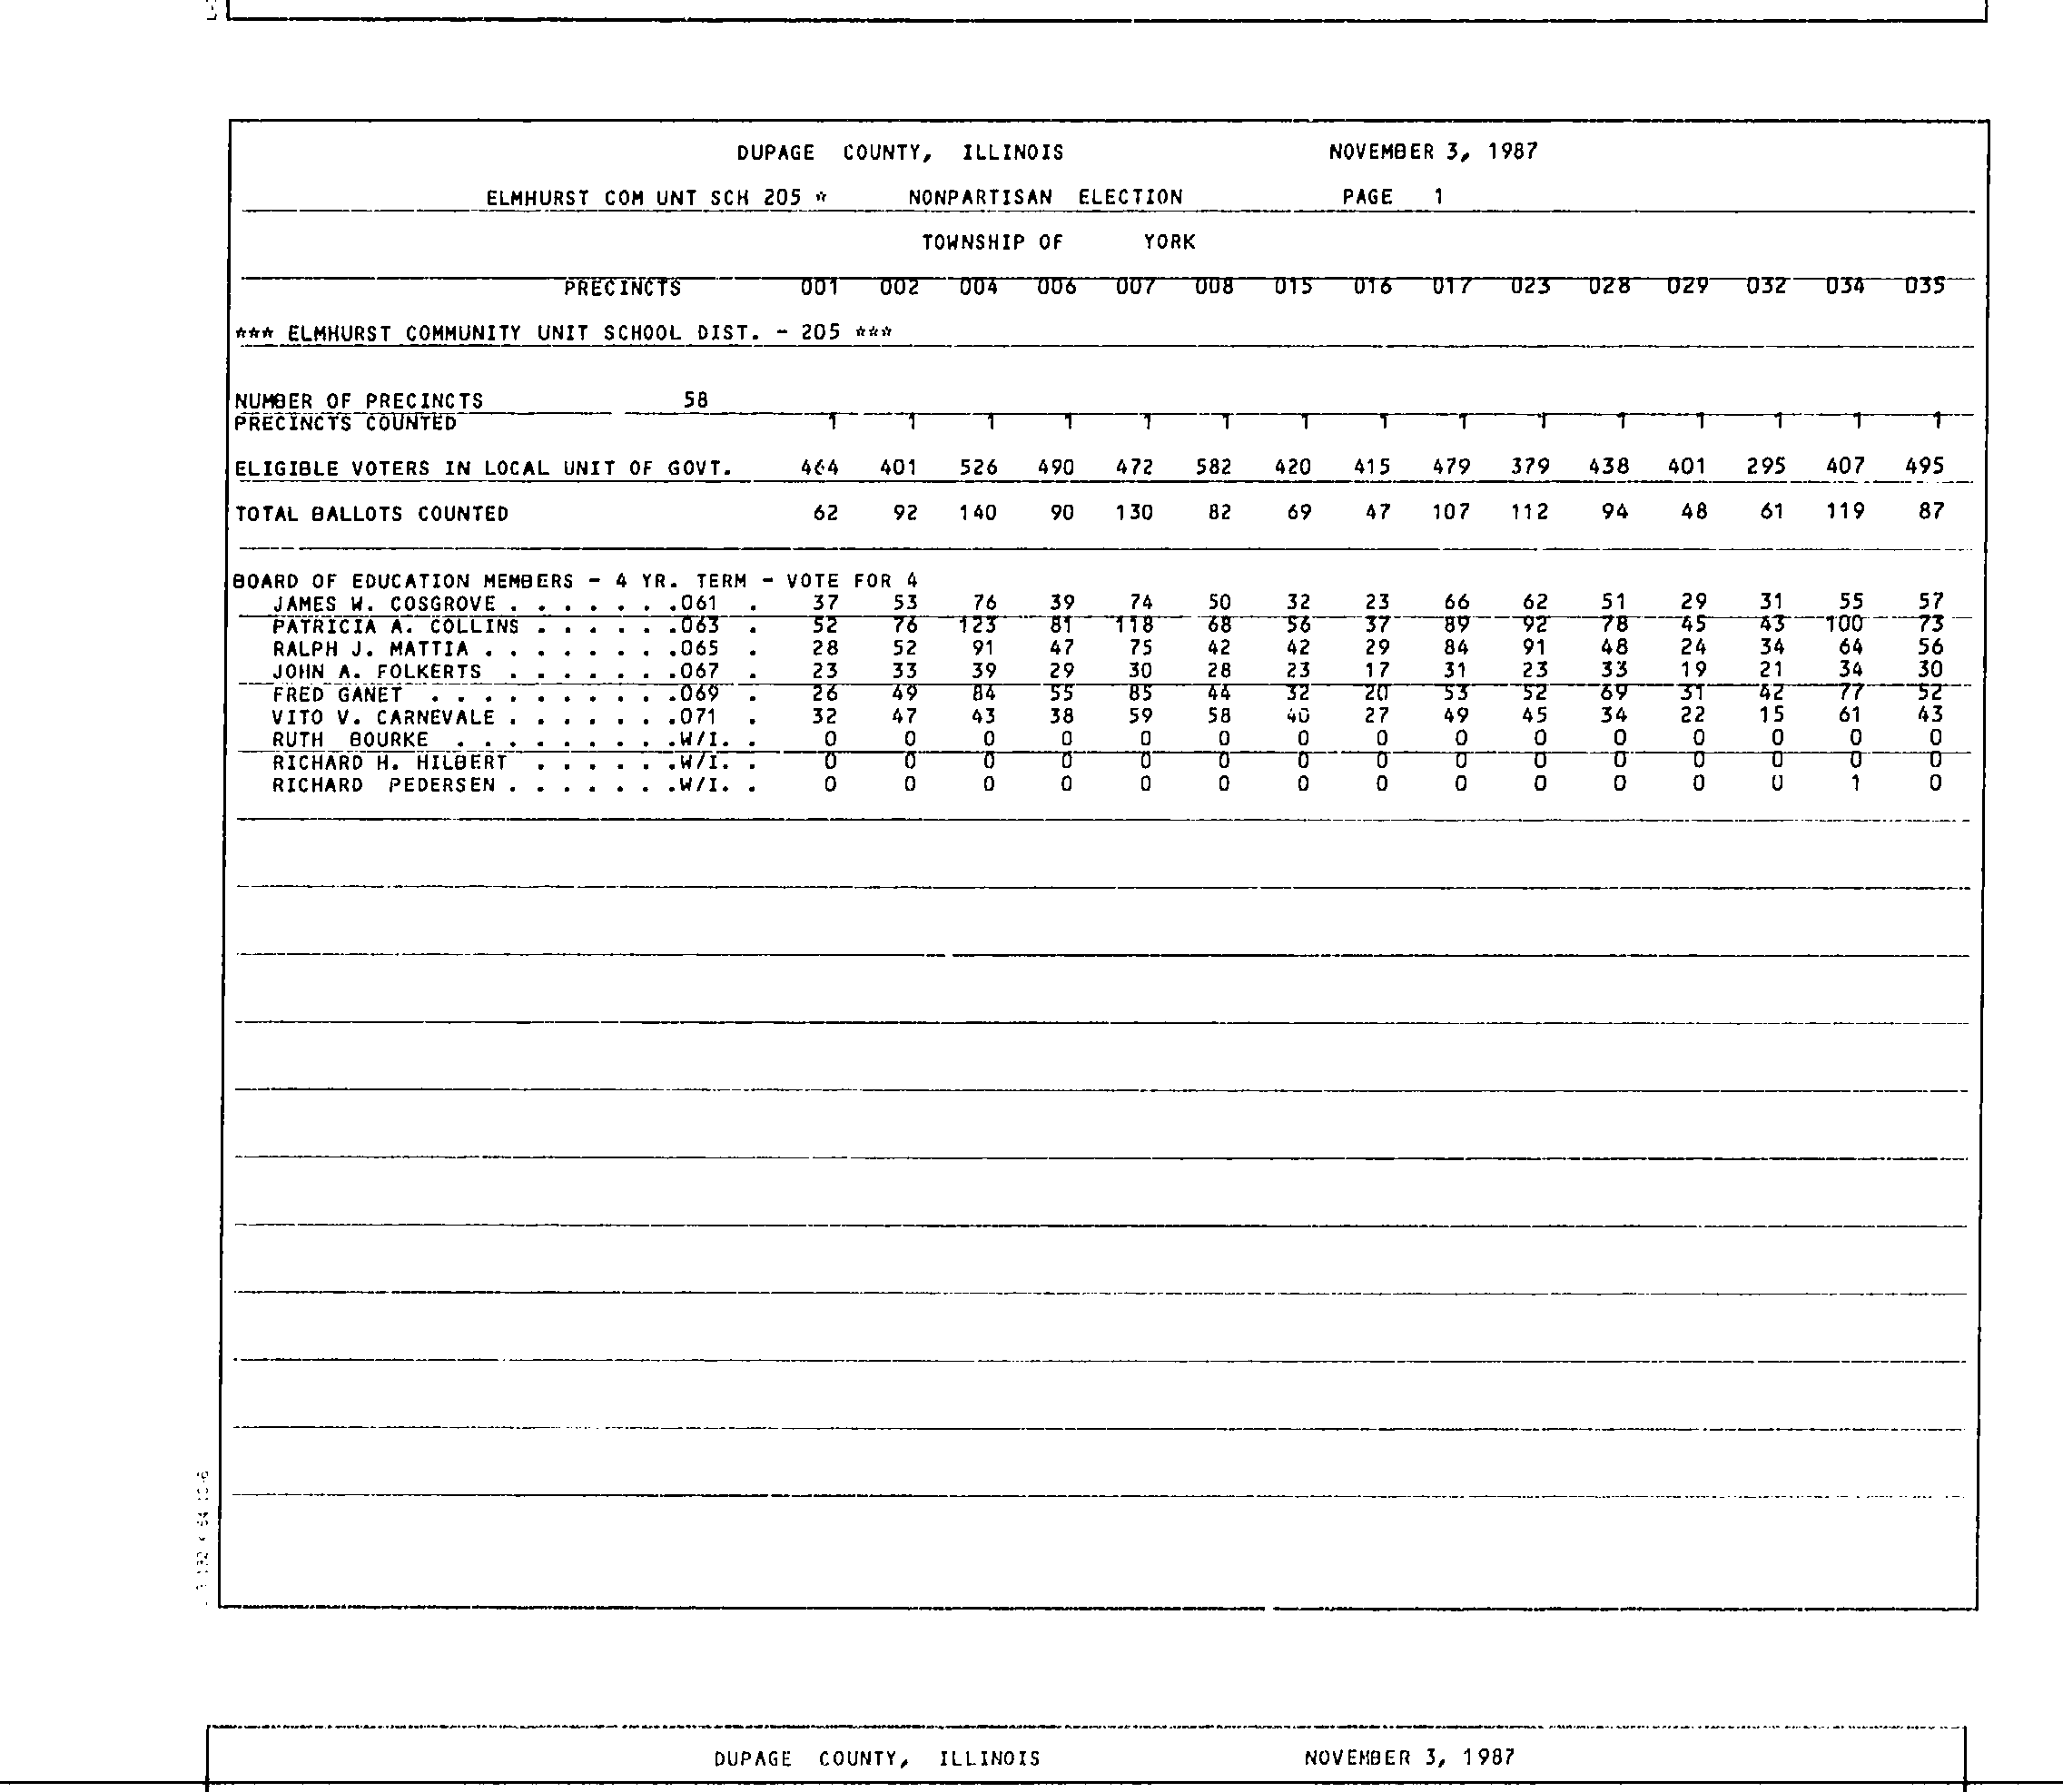 DUPAGE COUNTY, ILLINOIS NOVEMBER 3, 1987
ELMHURST COM UNT SCH 205 * NONPARTISAN ELECTION PAGE 1
TOWNSHIP OF YORK
PRECINCTS 001 002 004 006 007 008 015 016 017 023 028 029 032 034 035
*** ELMHURST COMMUNITY UNIT SCHOOL DIST. - 205 ***
NUMBER OF PRECINCTS 58
PRECINCTS COUNTED 1 1 1 1 1 1 1 1 1 1 1 1 1 1 1
ELIGIBLE VOTERS IN LOCAL UNIT OF GOVT. 464 401 526 490 472 582 420 415 479 379 438 401 295 407 495
TOTAL BALLOTS COUNTED 62 92 140 90 130 82 69 47 107 112 94 48 61 119 87
BOARD OF EDUCATION MEMBERS - 4 YR. TERM - VOTE FOR 4
JAMES W. COSGROVE . . . . . . .061 . 37 53 76 39 74 50 32 23 66 62 51 29 31 55 57
PATRICIA A. COLLINS . . . . . .063 . 52 76 123 81 118 68 56 37 89 92 78 45 43 100 73
RALPH J. MATTIA . . . . . . . .065 . 28 52 91 47 75 42 42 29 84 91 48 24 34 64 56
JOHN A. FOLKERTS . . . . . . .067 . 23 33 39 29 30 28 23 17 31 23 33 19 21 34 30
FRED GANET . . . . . . . . . .069 . 26 49 84 55 85 44 32 20 53 52 69 31 42 77 52
VITO V. CARNEVALE . . . . . . .071 . 32 47 43 38 59 58 40 27 49 45 34 22 15 61 43
RUTH BOURKE . . . . . . . . .W/I. . 0 0 0 0 0 0 0 0 0 0 0 0 0 0 0
RICHARD H. HILBERT . . . . . .W/I. . 0 0 0 0 0 0 0 0 0 0 0 0 0 0 0
RICHARD PEDERSEN . . . . . . .W/I. . 0 0 0 0 0 0 0 0 0 0 0 0 0 1 0
DUPAGE COUNTY, ILLINOIS NOVEMBER 3, 1987